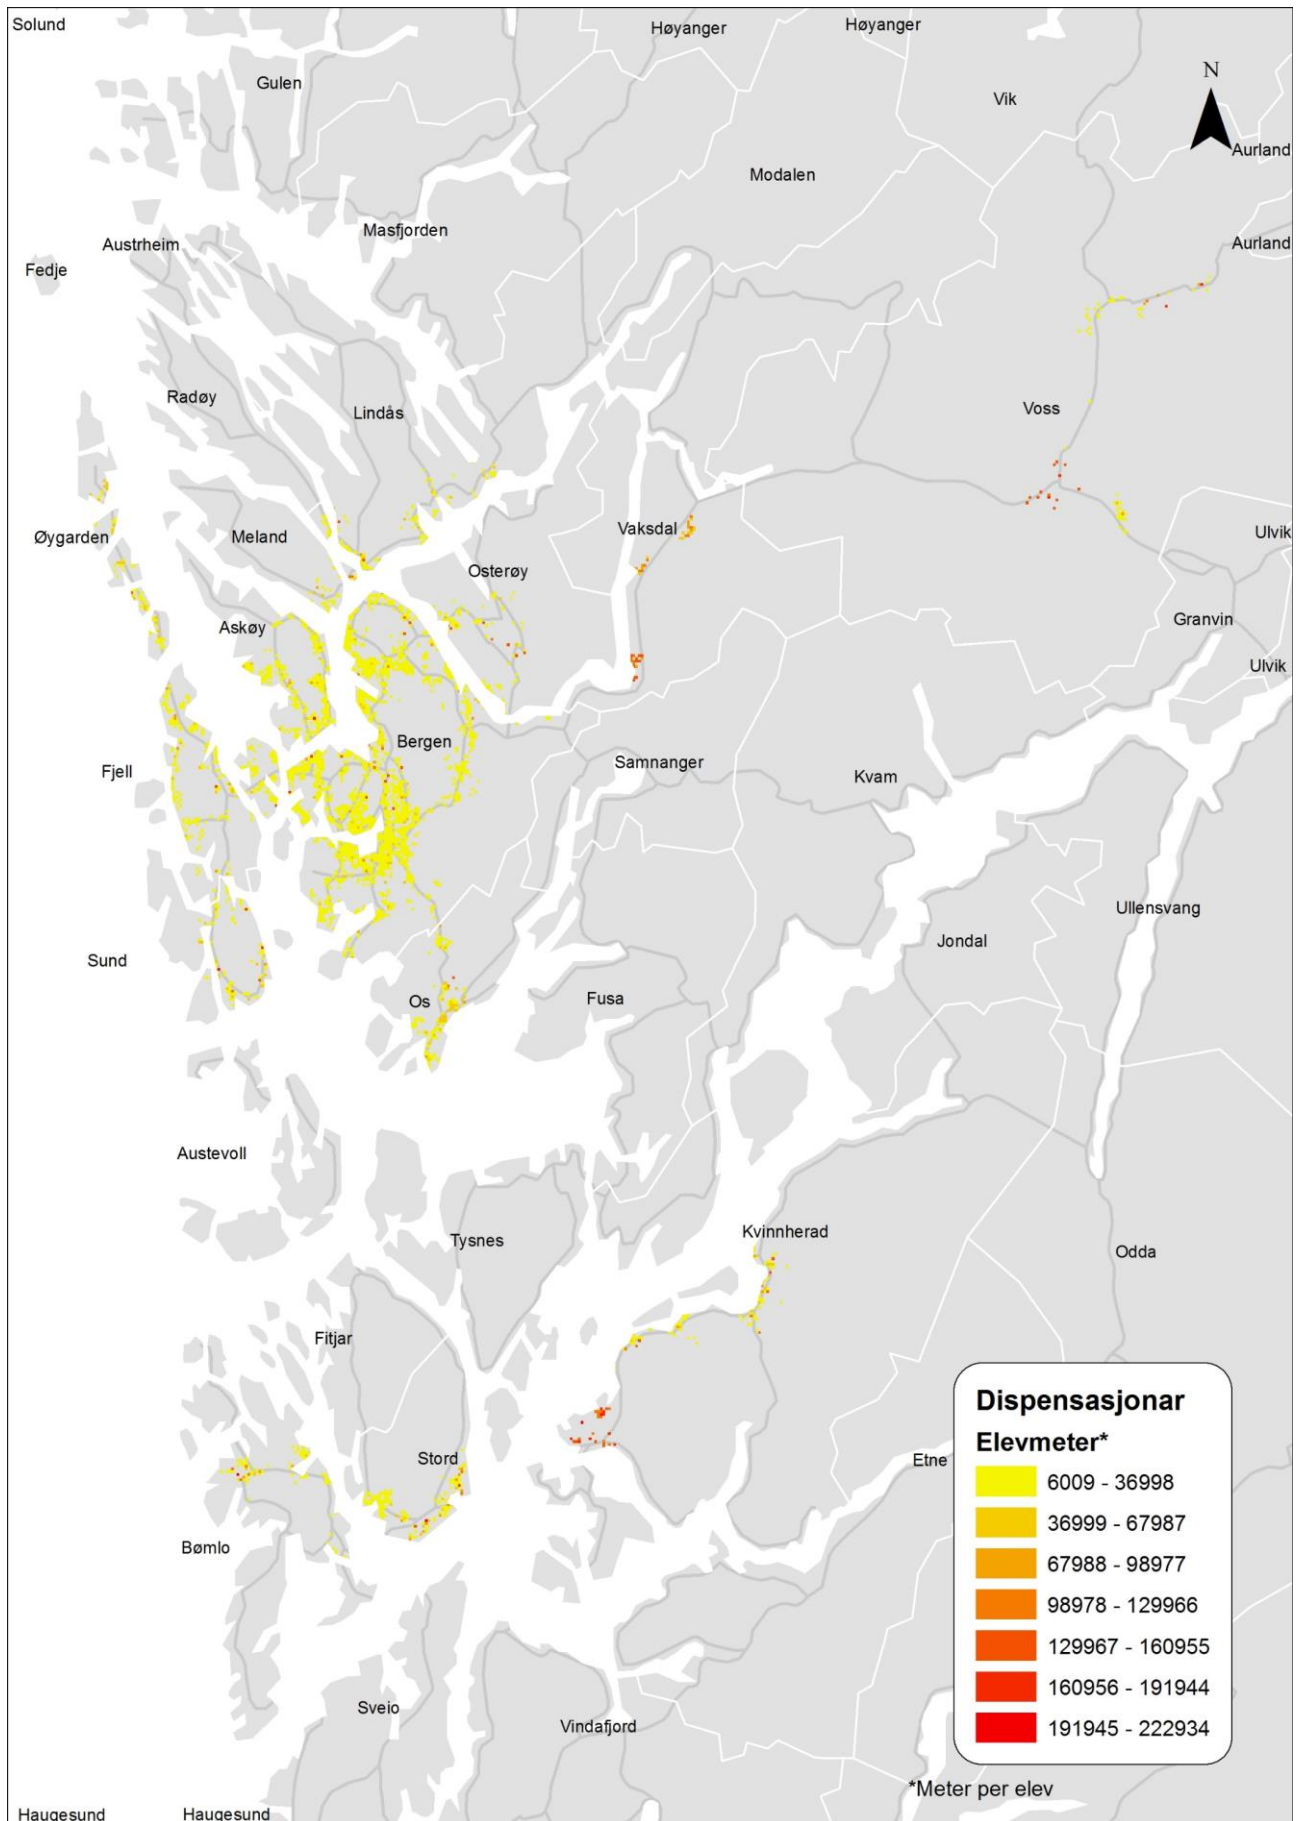 Solund
Høyanger
Høyanger
Gulen
N
Vik
Aurland
Modalen
Masfjorden
Austrheim
Aurland
Fedje
Radøy
Lindås
Voss
Vaksdal
Ulvik
Øygarden
Meland
Osterøy
Granvin
Askøy
Ulvik
Bergen
Samnanger
Fjell
Kvam
Ullensvang
Jondal
Sund
Os
Fusa
Austevoll
Kvinnherad
Tysnes
Odda
Fitjar
Dispensasjonar
Elevmeter*
Stord
Etne
6009 - 36998
36999 - 67987
Bømlo
67988 - 98977
98978 - 129966
129967 - 160955
160956 - 191944
Sveio
Vindafjord
191945 - 222934
*Meter per elev
Haugesund
Haugesund